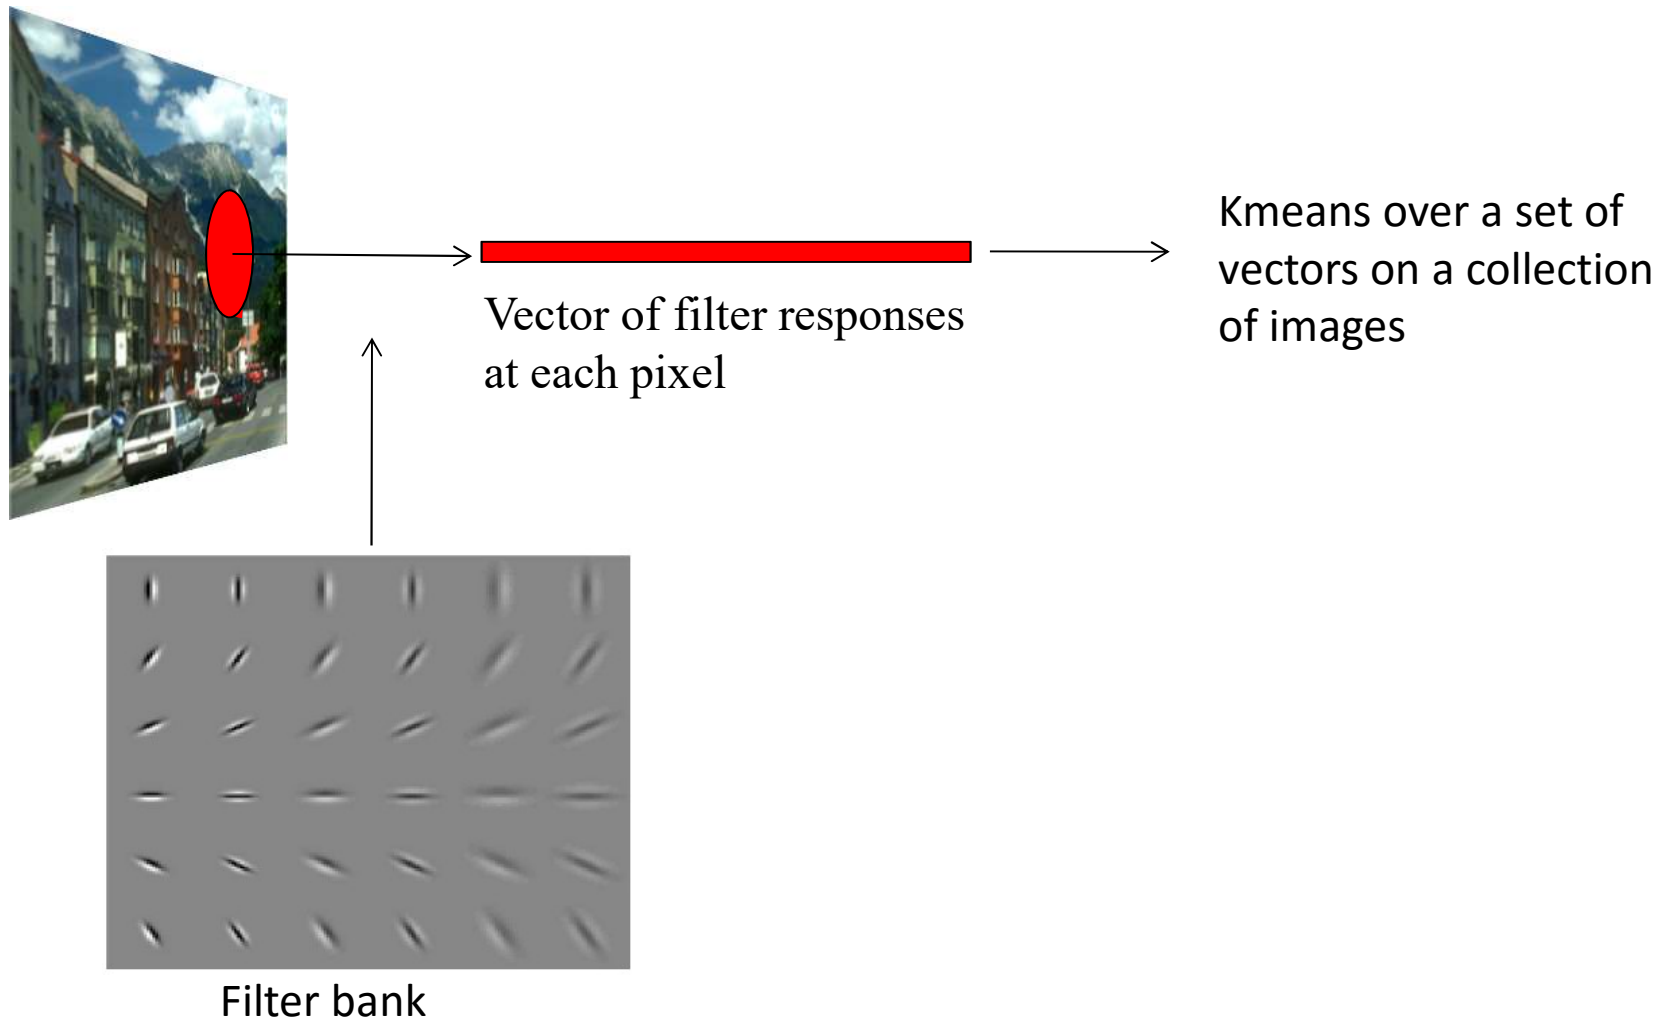 Vector of filter responses
at each pixel
Kmeans over a set of
vectors on a collection
of images
Filter bank